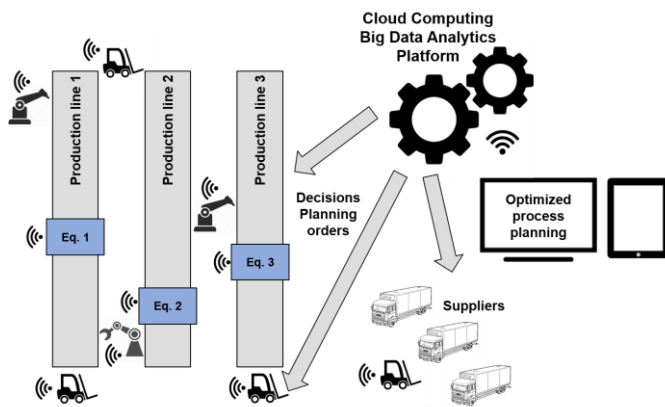 Cloud Computing
Big Data Analytics
Platform
Production line 1
Production line 2
Production line 3
Decisions
Planning
orders
Optimized
process
planning
Eq. 1
Eq. 2
Eq. 3
Suppliers